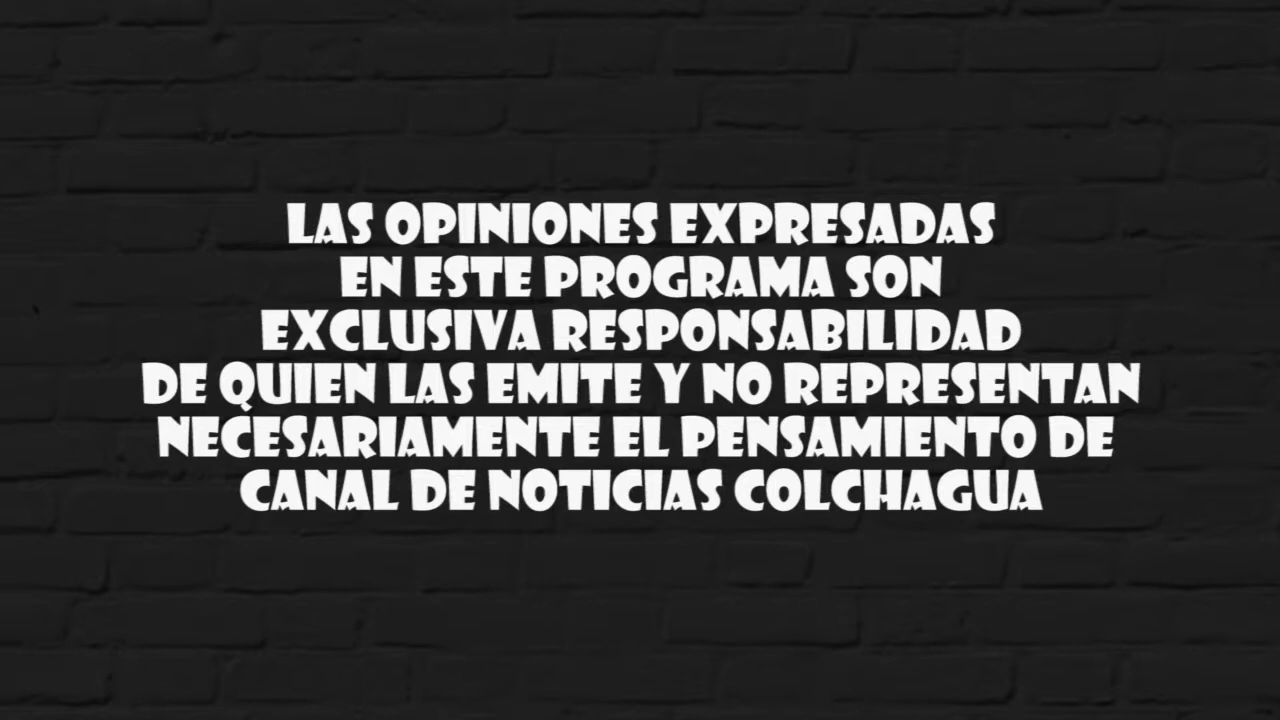 LAS OPINIONES EXPRESADAS
EN ESTE PROGRAMA SON
EXCLUSIVA RESPONSABILIDAD
DE QUIEN LAS EMITE Y NO REPRESENTAN
NECESARIAMENTE EL PENSAMIENTO DE
CANAL DE NOTICIAS COLCHAGUA